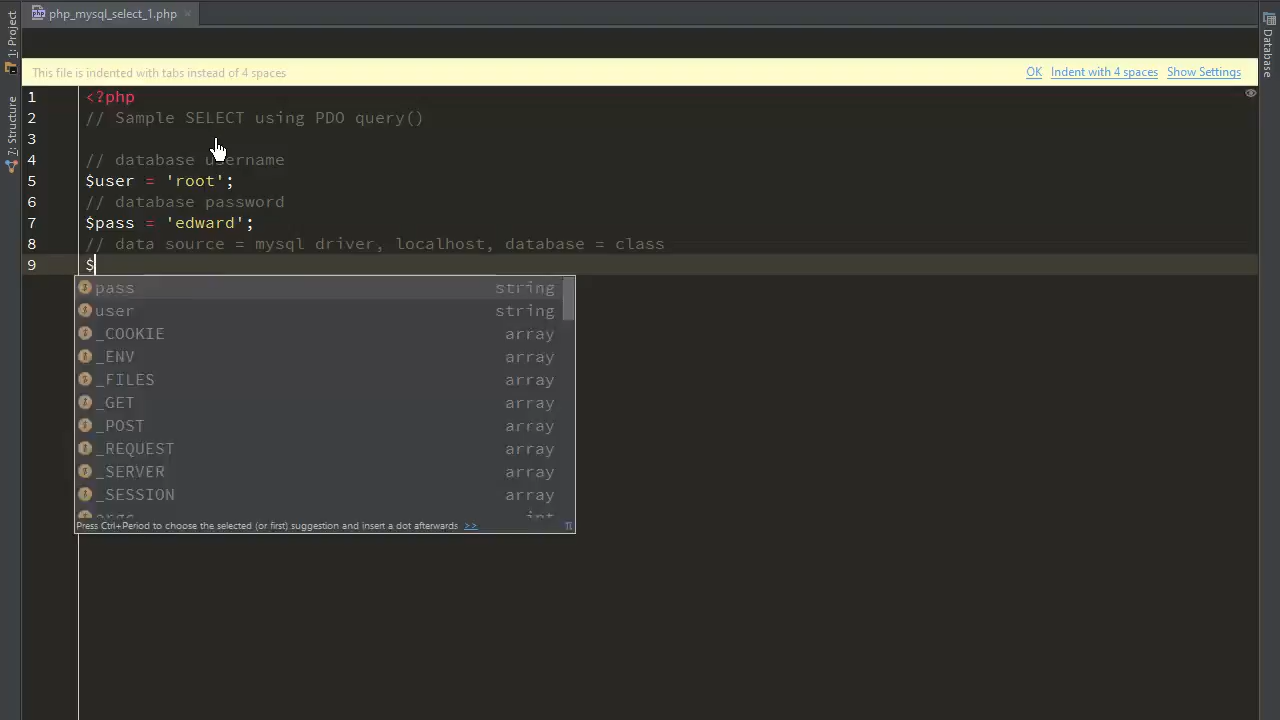 php_mysql_select_1.php
1: Project
7: Structure
Database
This file is indented with tabs instead of 4 spaces
OK Indent with 4 spaces Show Settings
1 <?php
2 // Sample SELECT using PDO query()
3
4 // database username
5 $user = 'root';
6 // database password
7 $pass = 'edward';
8 // data source = mysql driver, localhost, database = class
9 $
pass string
user string
_COOKIE array
_ENV array
_FILES array
_GET array
_POST array
_REQUEST array
_SERVER array
_SESSION array
argc int
Press Ctrl+Period to choose the selected (or first) suggestion and insert a dot afterwards >> π